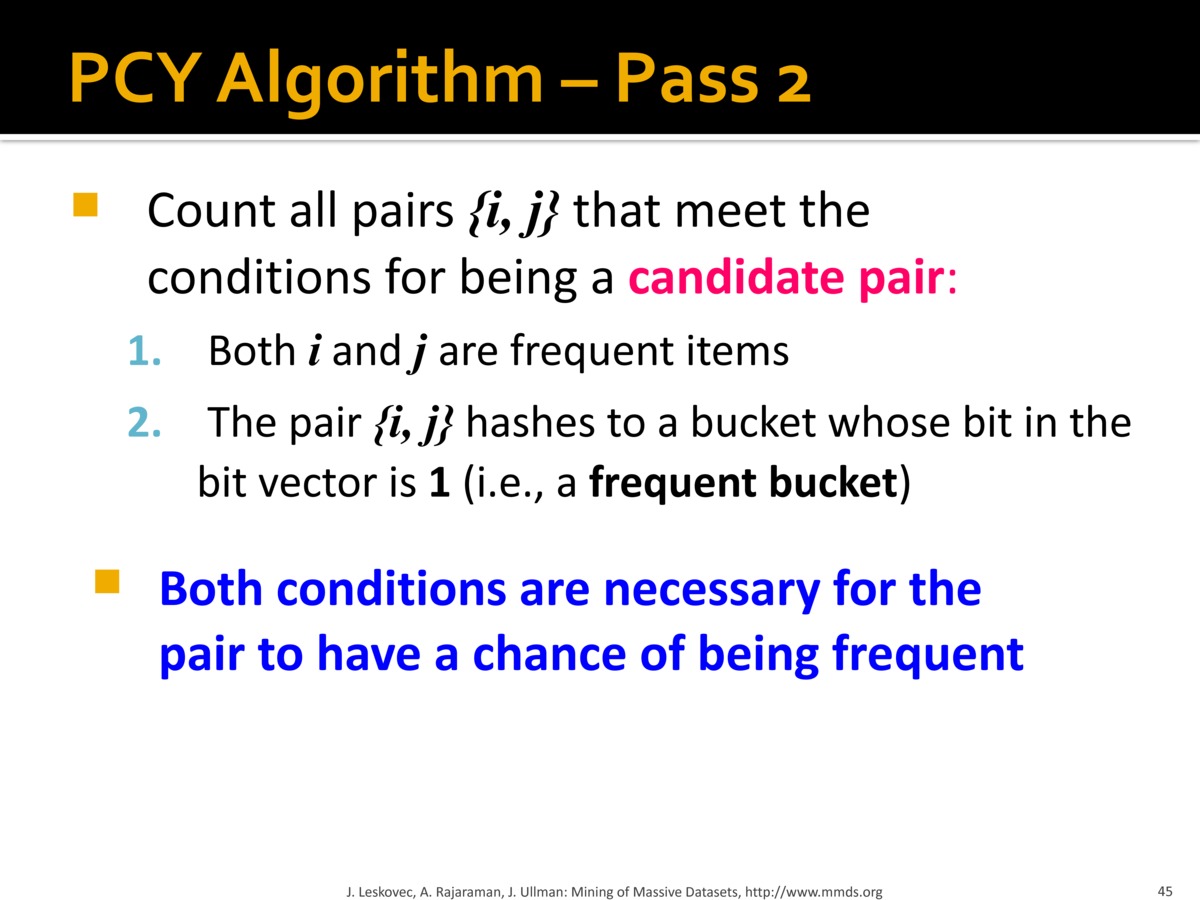 PCY Algorithm – Pass 2
Count all pairs {i, j} that meet the
conditions for being a candidate pair:
1. Both i and j are frequent items
2. The pair {i, j} hashes to a bucket whose bit in the
bit vector is 1 (i.e., a frequent bucket)
Both conditions are necessary for the
pair to have a chance of being frequent
J. Leskovec, A. Rajaraman, J. Ullman: Mining of Massive Datasets, http://www.mmds.org
45